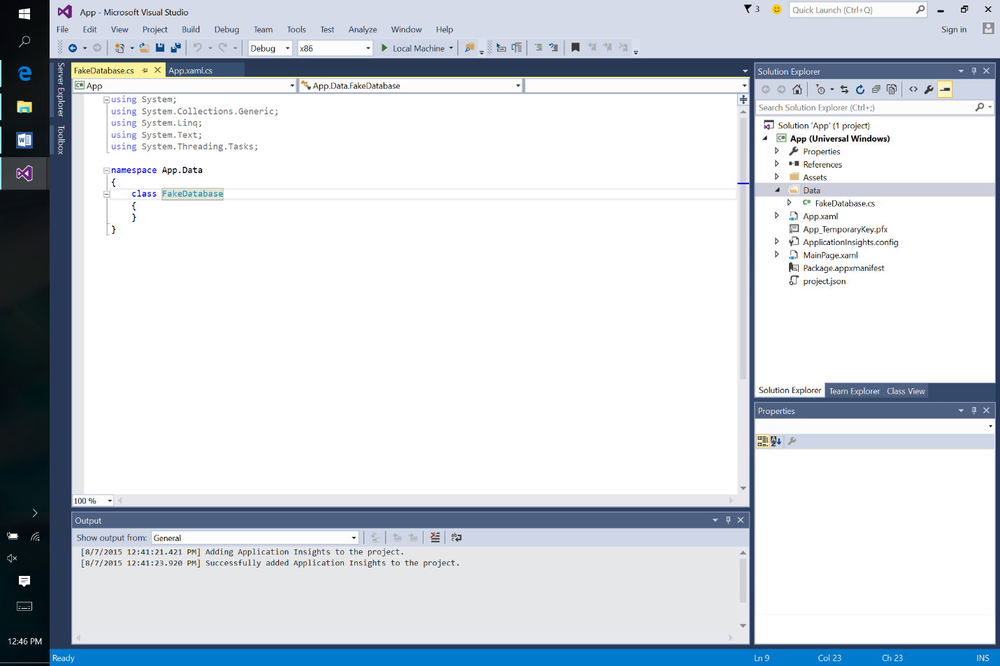 App - Microsoft Visual Studio
3
Quick Launch (Ctrl+Q)
File Edit View Project Build Debug Team Tools Test Analyze Window Help
Sign in
Debug x86 Local Machine
Server Explorer
Toolbox
FakeDatabase.cs App.xaml.cs
C# App App.Data.FakeDatabase
using System;
using System.Collections.Generic;
using System.Linq;
using System.Text;
using System.Threading.Tasks;
namespace App.Data
{
class FakeDatabase
{
}
}
100 %
Output
Show output from: General
[8/7/2015 12:41:21.421 PM] Adding Application Insights to the project.
[8/7/2015 12:41:23.920 PM] Successfully added Application Insights to the project.
Solution Explorer
Search Solution Explorer (Ctrl+;)
Solution 'App' (1 project)
C# App (Universal Windows)
Properties
References
Assets
Data
C# FakeDatabase.cs
App.xaml
App_TemporaryKey.pfx
ApplicationInsights.config
MainPage.xaml
Package.appxmanifest
project.json
Solution Explorer Team Explorer Class View
Properties
12:46 PM
Ready
Ln 9 Col 23 Ch 23 INS